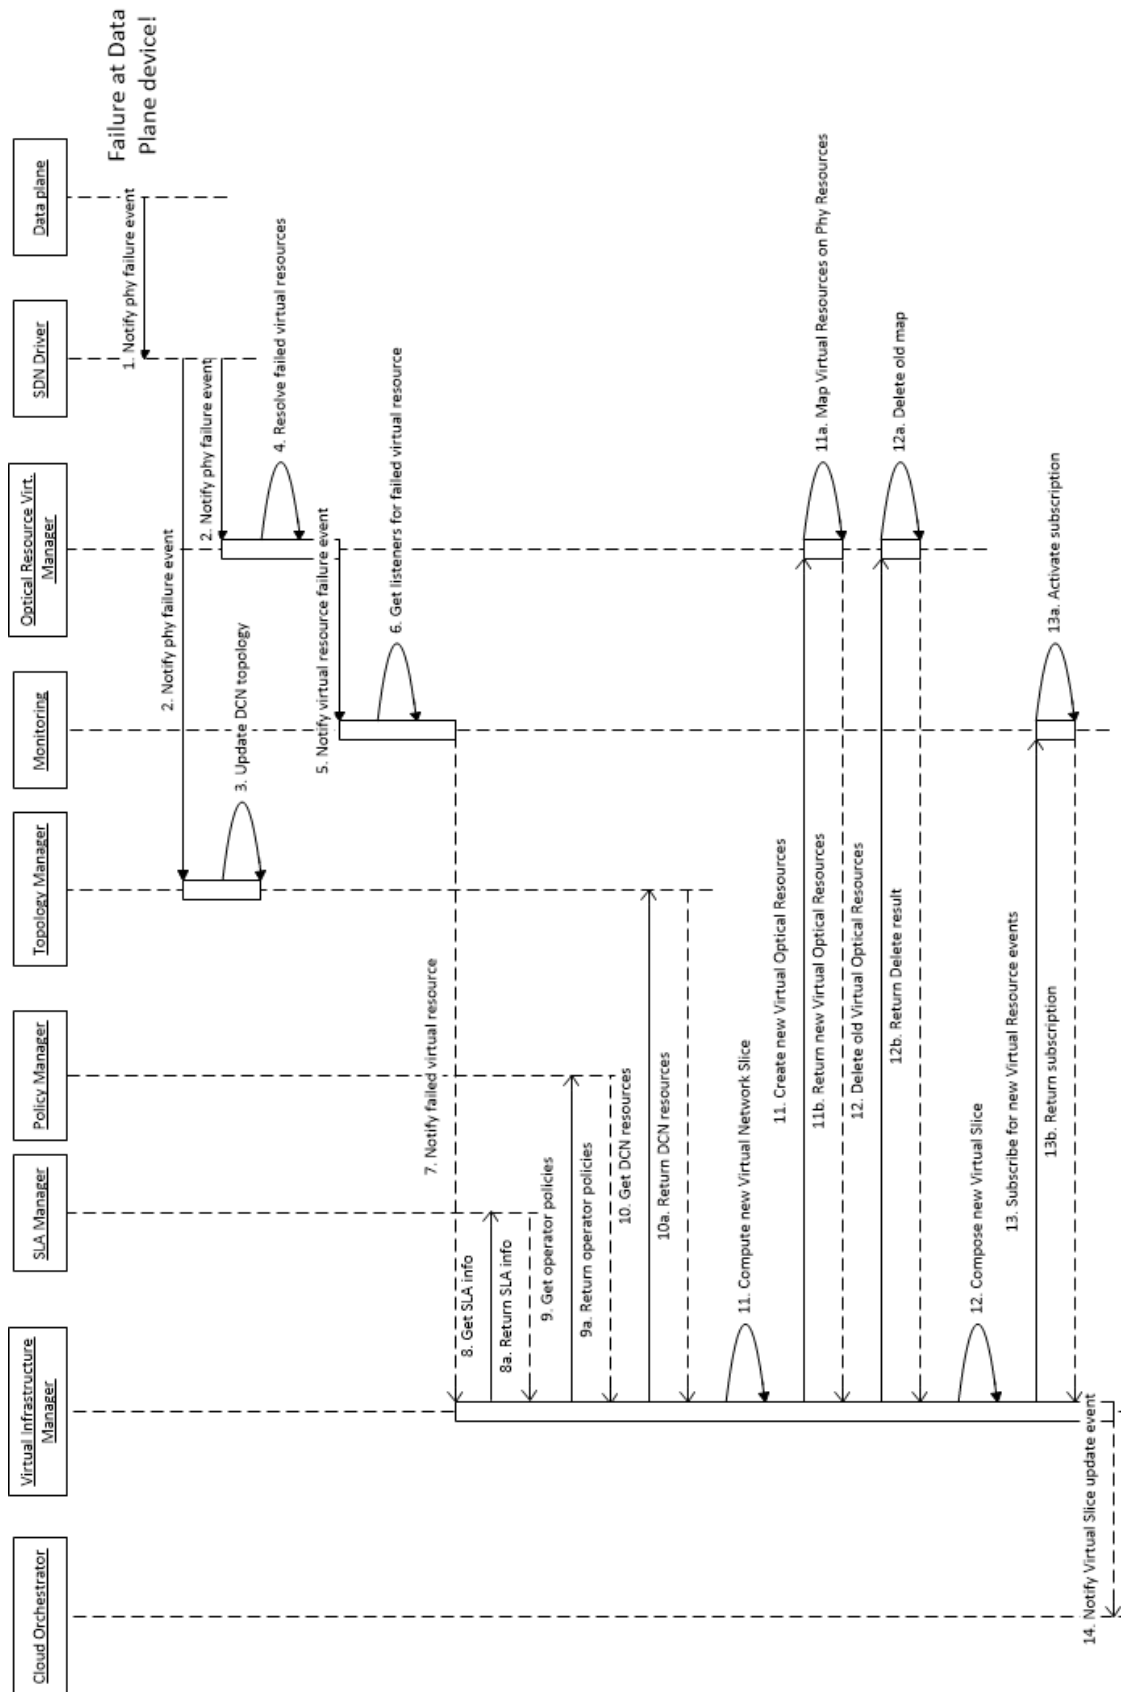 Cloud Orchestrator
Virtual Infrastructure
Manager
SLA Manager
Policy Manager
Topology Manager
Monitoring
Optical Resource Virt.
Manager
SDN Driver
Data plane
Failure at Data
Plane device!
1. Notify phy failure event
2. Notify phy failure event
2. Notify phy failure event
3. Update DCN topology
4. Resolve failed virtual resources
5. Notify virtual resource failure event
6. Get listeners for failed virtual resource
7. Notify failed virtual resource
8. Get SLA info
8a. Return SLA info
9. Get operator policies
9a. Return operator policies
10. Get DCN resources
10a. Return DCN resources
11. Compute new Virtual Network Slice
11. Create new Virtual Optical Resources
11a. Map Virtual Resources on Phy Resources
11b. Return new Virtual Optical Resources
12. Delete old Virtual Optical Resources
12a. Delete old map
12b. Return Delete result
12. Compose new Virtual Slice
13. Subscribe for new Virtual Resource events
13a. Activate subscription
13b. Return subscription
14. Notify Virtual Slice update event